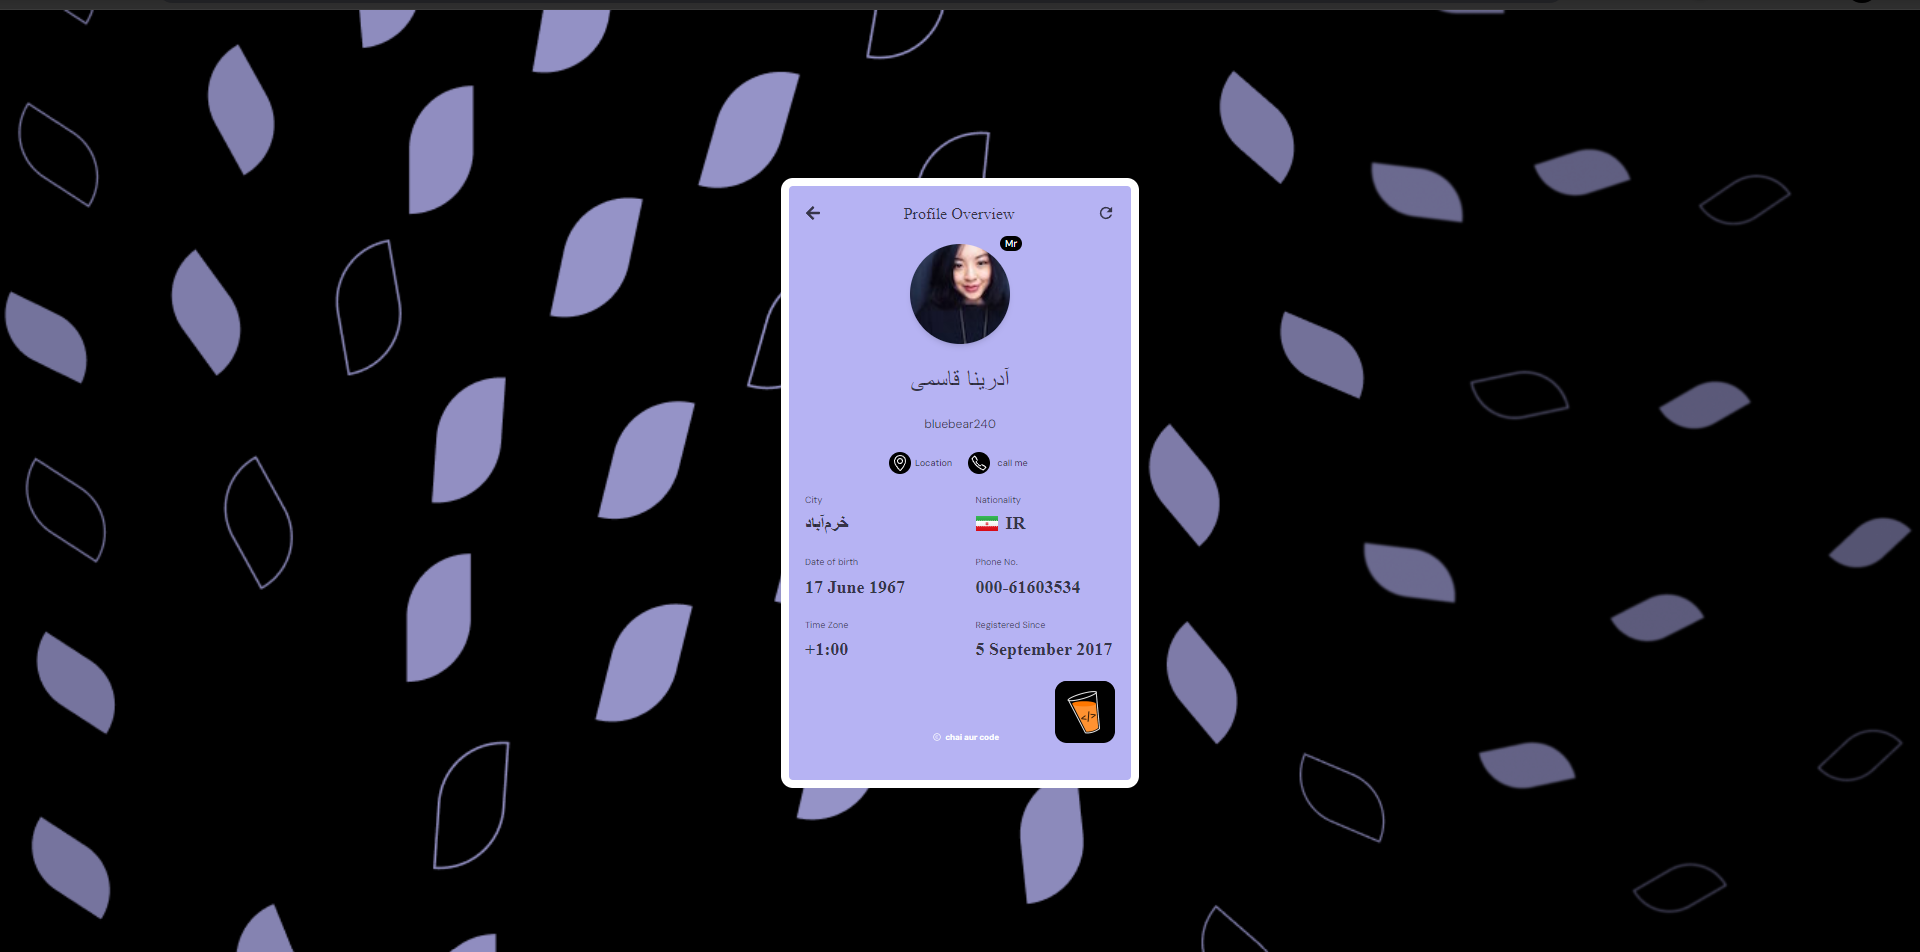 Profile Overview
Mr
آدرینا قاسمی
bluebear240
Location call me
City Nationality
خرم‌آباد IR
Date of birth Phone No.
17 June 1967 000-61603534
Time Zone Registered Since
+1:00 5 September 2017
</>
© chai aur code